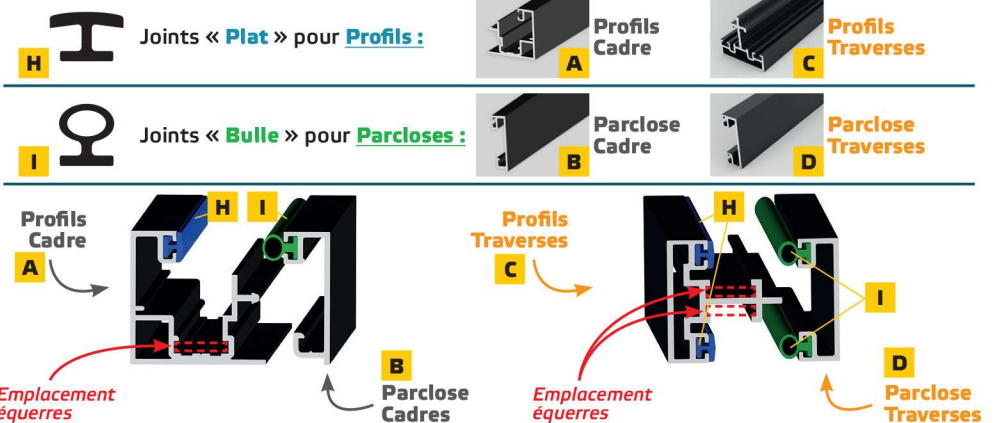 H
Joints « Plat » pour Profils :
A
Profils
Cadre
C
Profils
Traverses
I
Joints « Bulle » pour Parcloses :
B
Parclose
Cadre
D
Parclose
Traverses
Profils
Cadre
A
H
I
Emplacement
équerres
B
Parclose
Cadres
Profils
Traverses
C
H
I
Emplacement
équerres
D
Parclose
Traverses